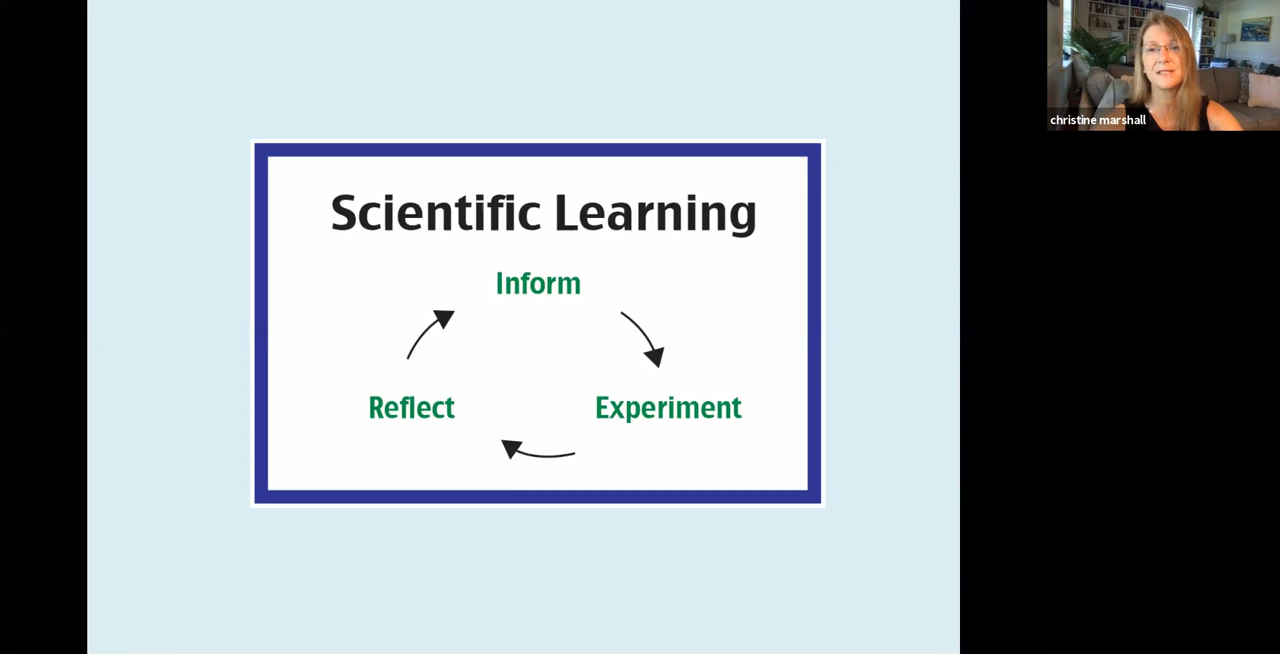 Scientific Learning
Inform
Reflect
Experiment
christine marshall